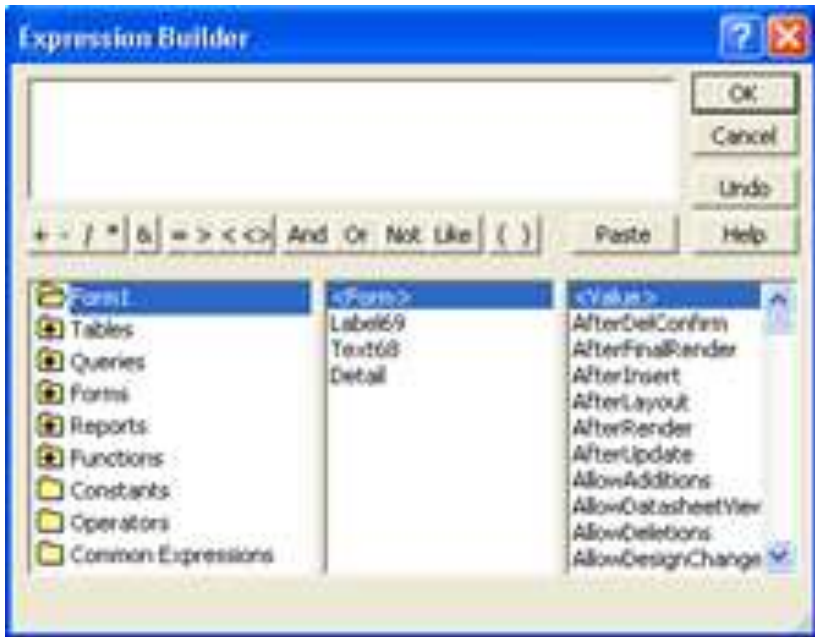 Expression Builder
OK
Cancel
Undo
+ - / * & = > < <> And Or Not Like ( ) Paste Help
Form1
Tables
Queries
Forms
Reports
Functions
Constants
Operators
Common Expressions
<Form>
Label69
Text68
Detail
<Value>
AfterDelConfirm
AfterFinalRender
AfterInsert
AfterLayout
AfterRender
AfterUpdate
AllowAdditions
AllowDatasheetView
AllowDeletions
AllowDesignChange